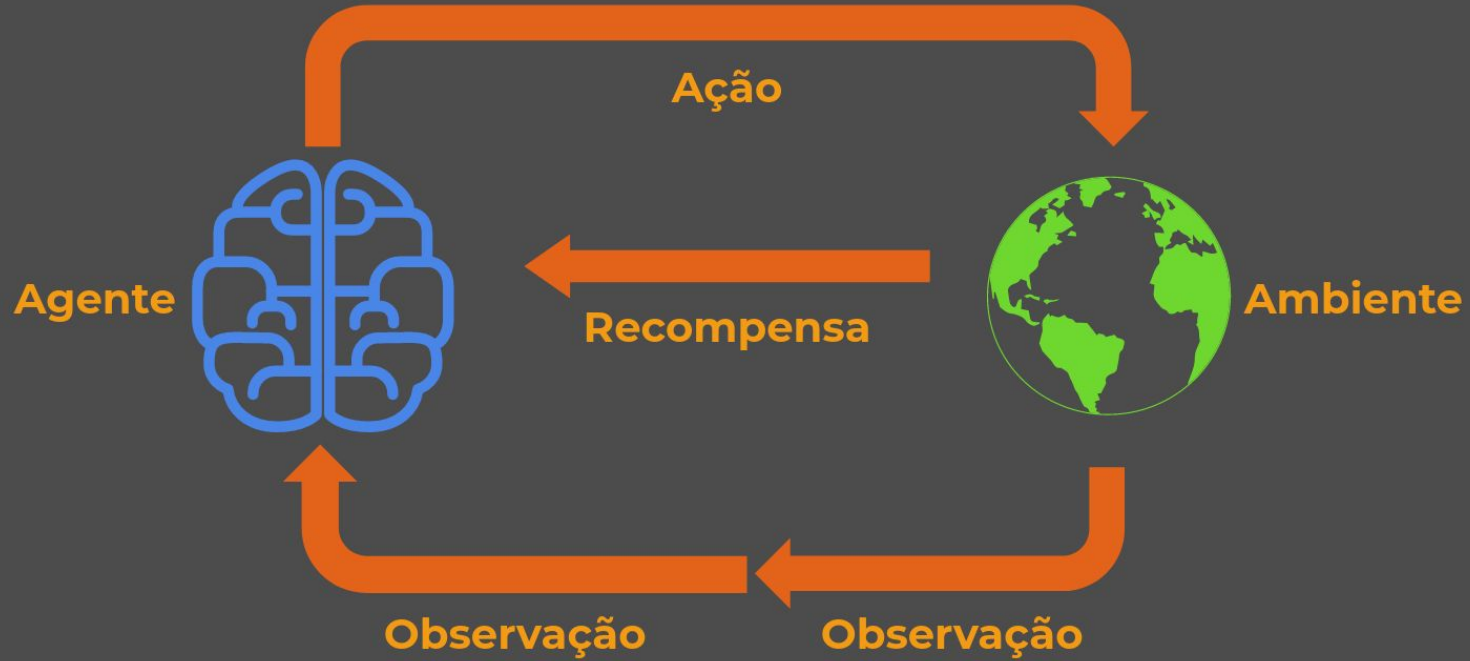 Ação
Agente
Recompensa
Ambiente
Observação
Observação